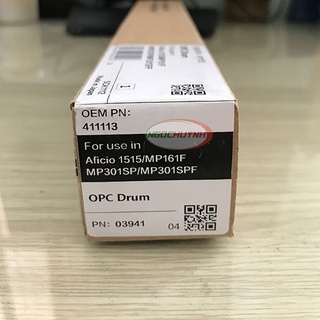 OEM PN:
411113
NGOCHUYNH
For use in
Aficio 1515/MP161F
MP301SP/MP301SPF
OPC Drum
PN: 03941
04